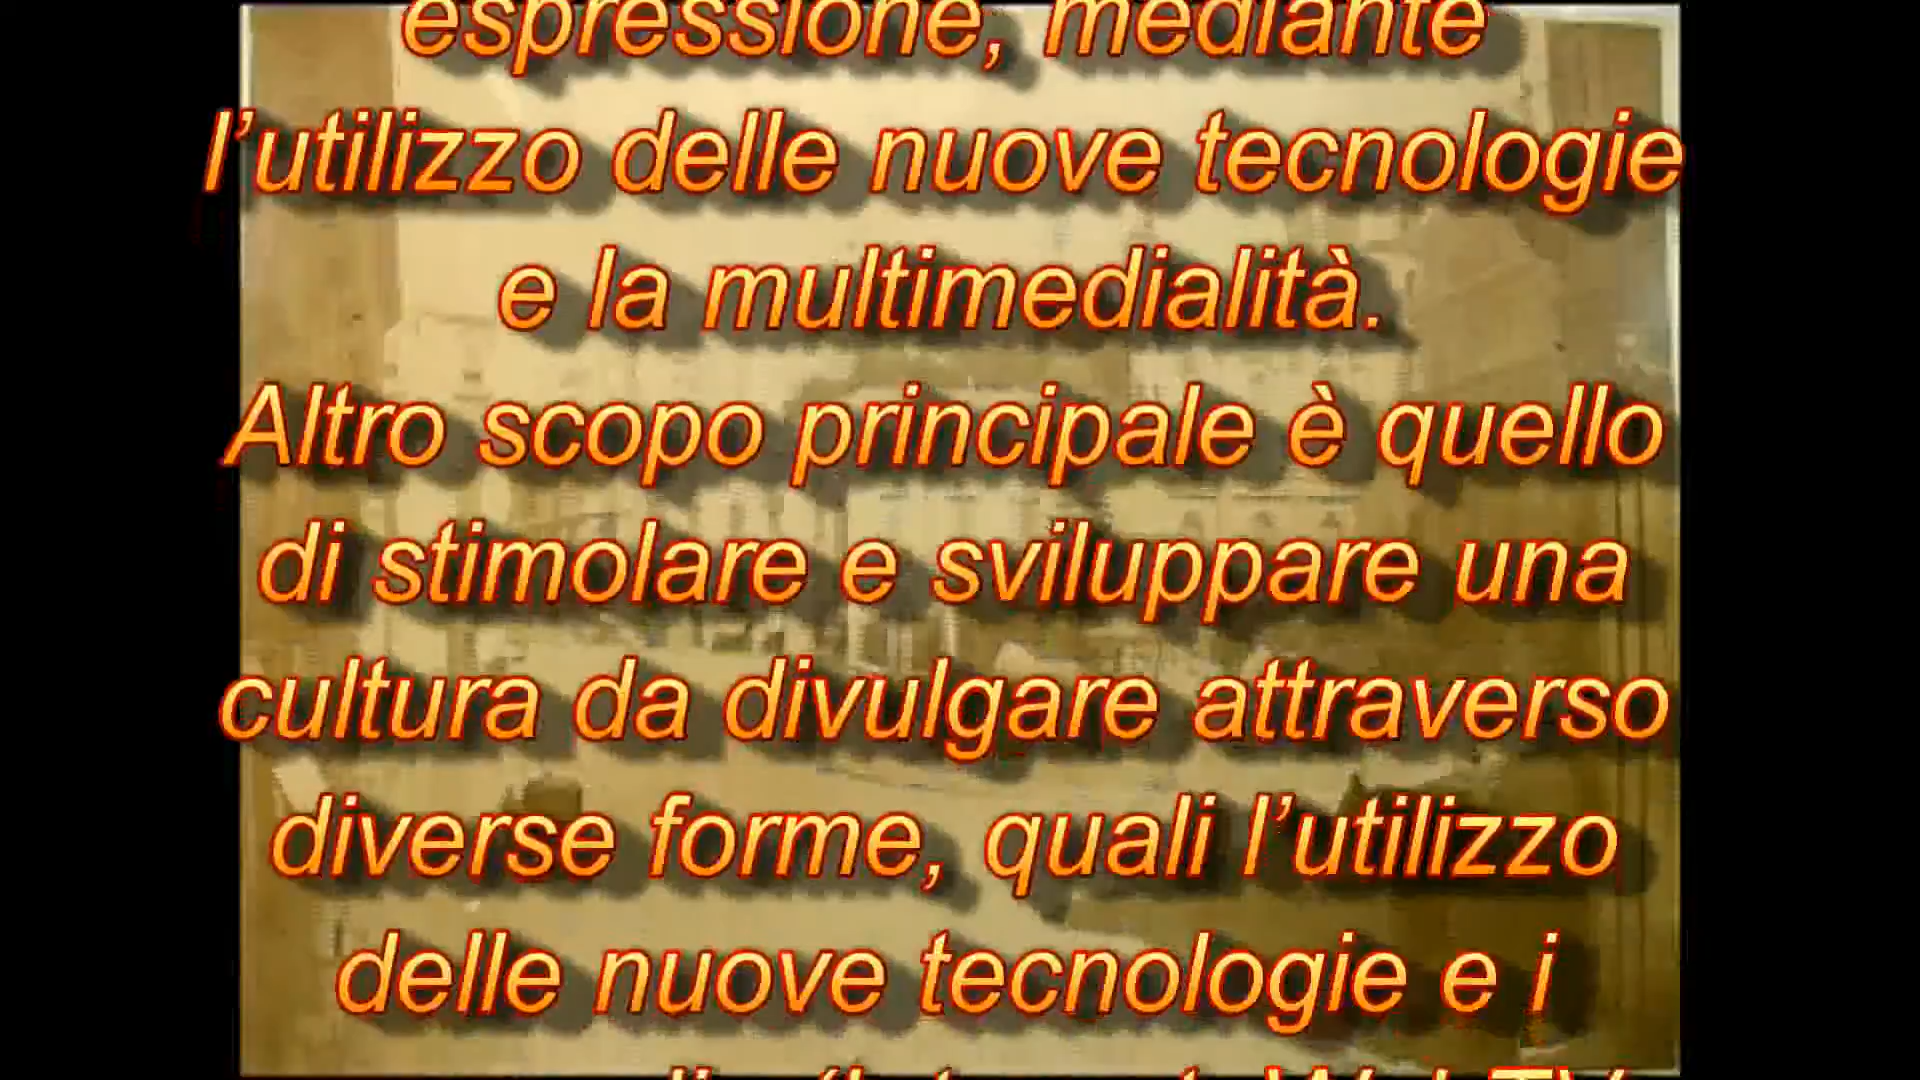 espressione, mediante
l’utilizzo delle nuove tecnologie
e la multimedialità.
Altro scopo principale è quello
di stimolare e sviluppare una
cultura da divulgare attraverso
diverse forme, quali l’utilizzo
delle nuove tecnologie e i